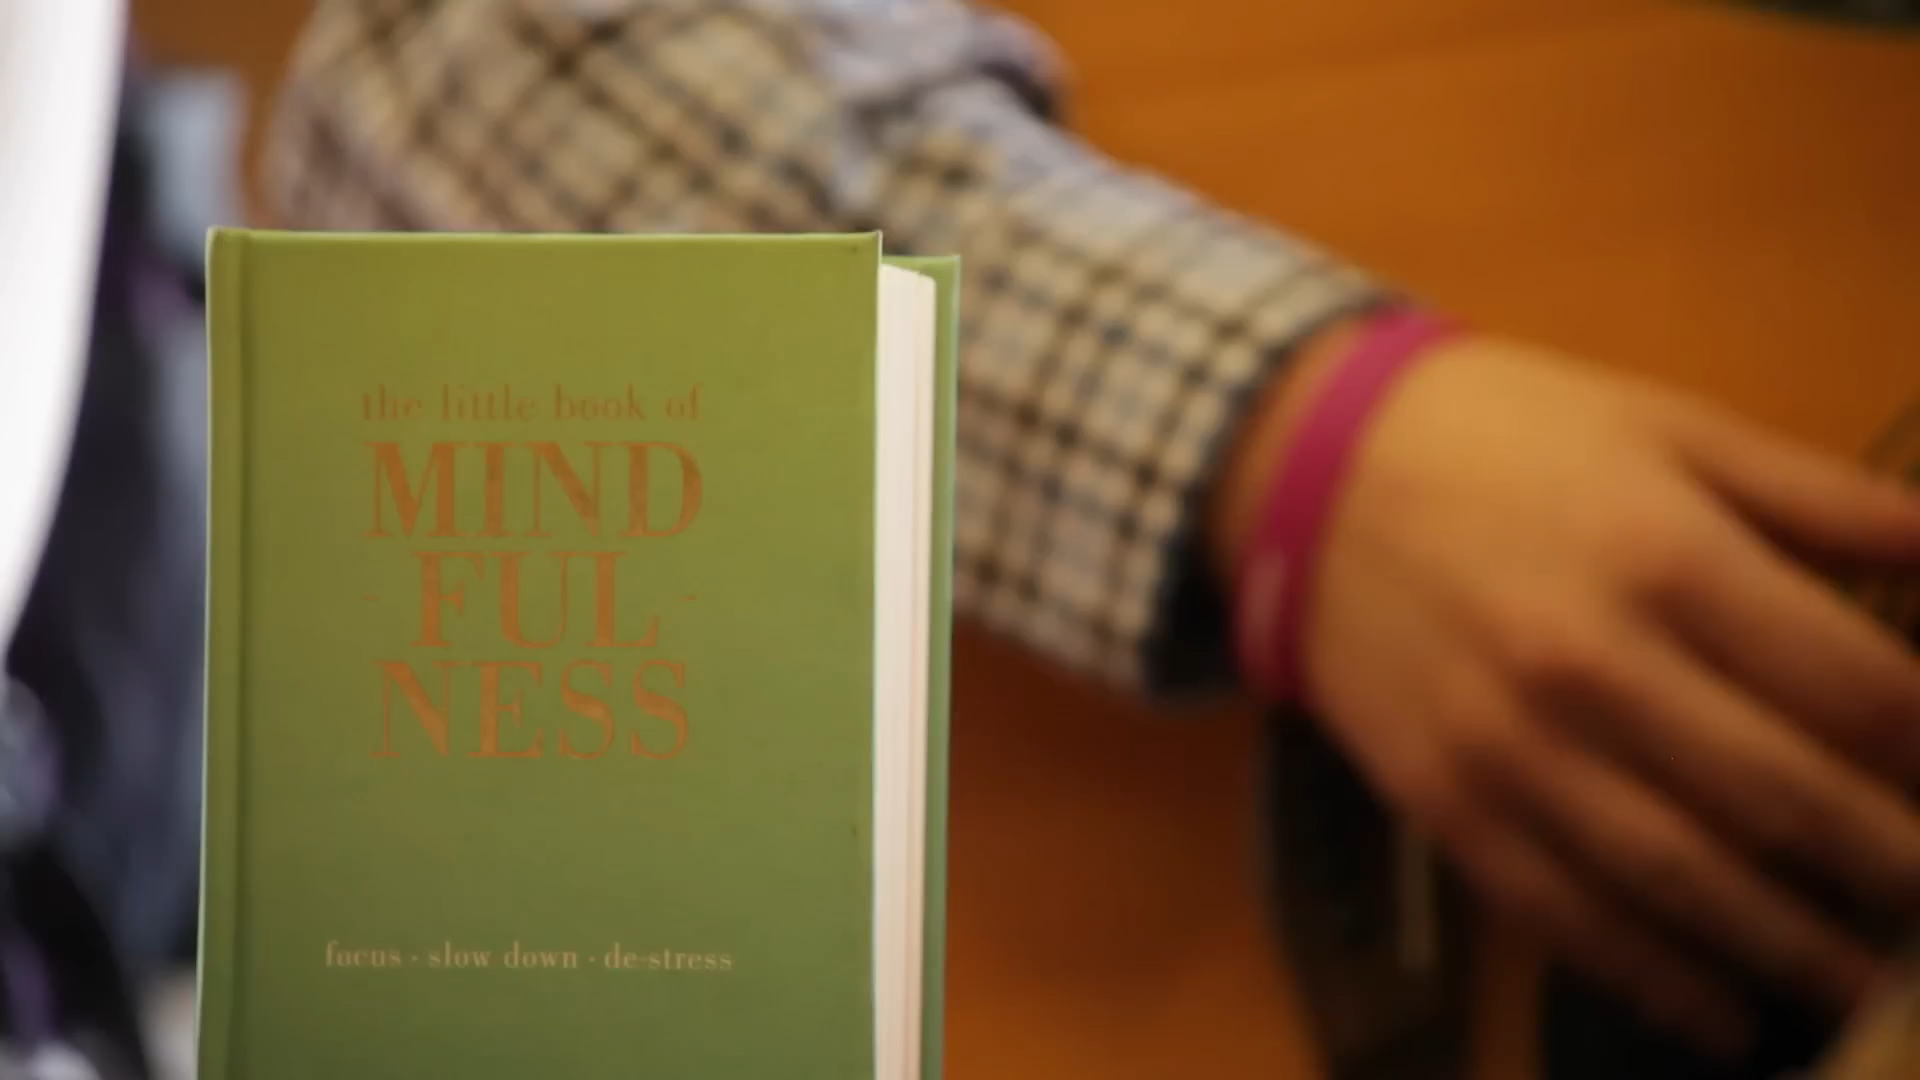 the little book of
MIND
- FUL -
NESS
focus · slow down · de-stress